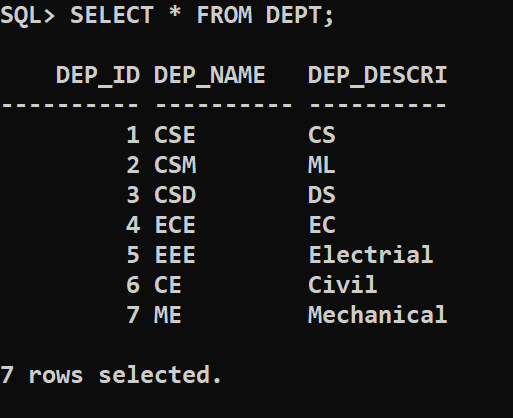 SQL> SELECT * FROM DEPT;
    DEP_ID DEP_NAME   DEP_DESCRI
---------- ---------- ----------
         1 CSE        CS
         2 CSM        ML
         3 CSD        DS
         4 ECE        EC
         5 EEE        Electrial
         6 CE         Civil
         7 ME         Mechanical
7 rows selected.